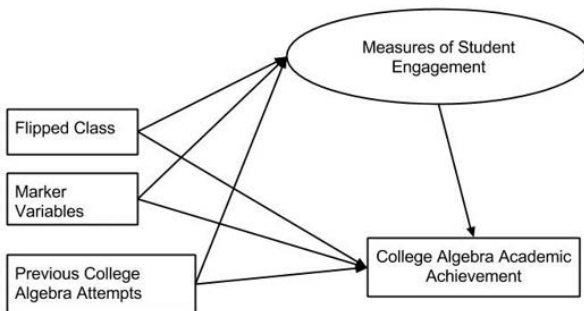 Measures of Student
Engagement
Flipped Class
Marker
Variables
Previous College
Algebra Attempts
College Algebra Academic
Achievement